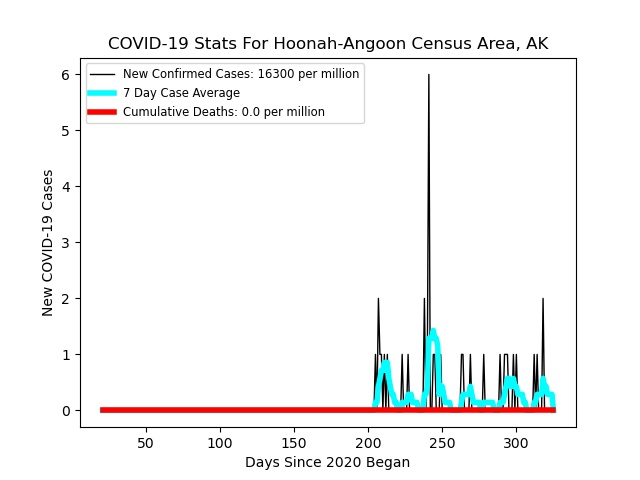 COVID-19 Stats For Hoonah-Angoon Census Area, AK
New Confirmed Cases: 16300 per million
7 Day Case Average
Cumulative Deaths: 0.0 per million
New COVID-19 Cases
6
5
4
3
2
1
0
50 100 150 200 250 300
Days Since 2020 Began